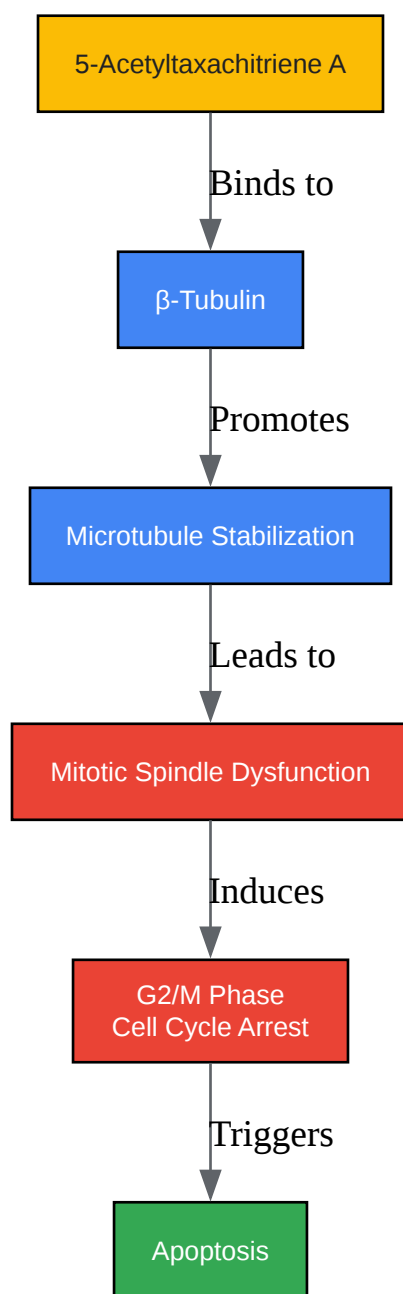 5-Acetyltaxachitriene A
Binds to
β-Tubulin
Promotes
Microtubule Stabilization
Leads to
Mitotic Spindle Dysfunction
Induces
G2/M Phase
Cell Cycle Arrest
Triggers
Apoptosis